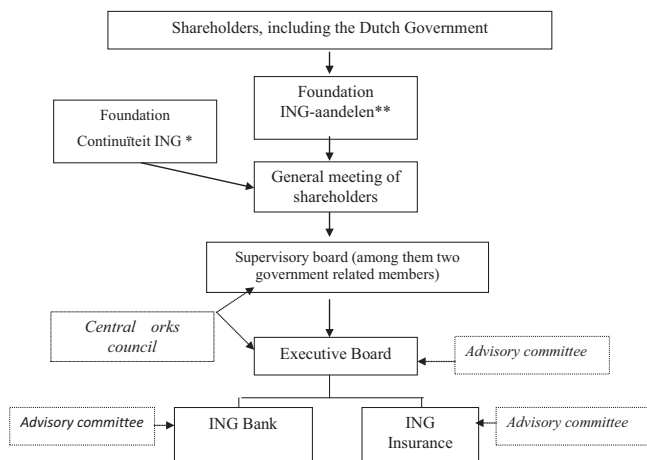 Shareholders, including the Dutch Government
Foundation
ING-aandelen**
Foundation
Continuïteit ING *
General meeting of
shareholders
Supervisory board (among them two
government related members)
Central orks
council
Executive Board
Advisory committee
Advisory committee
ING Bank
ING
Insurance
Advisory committee